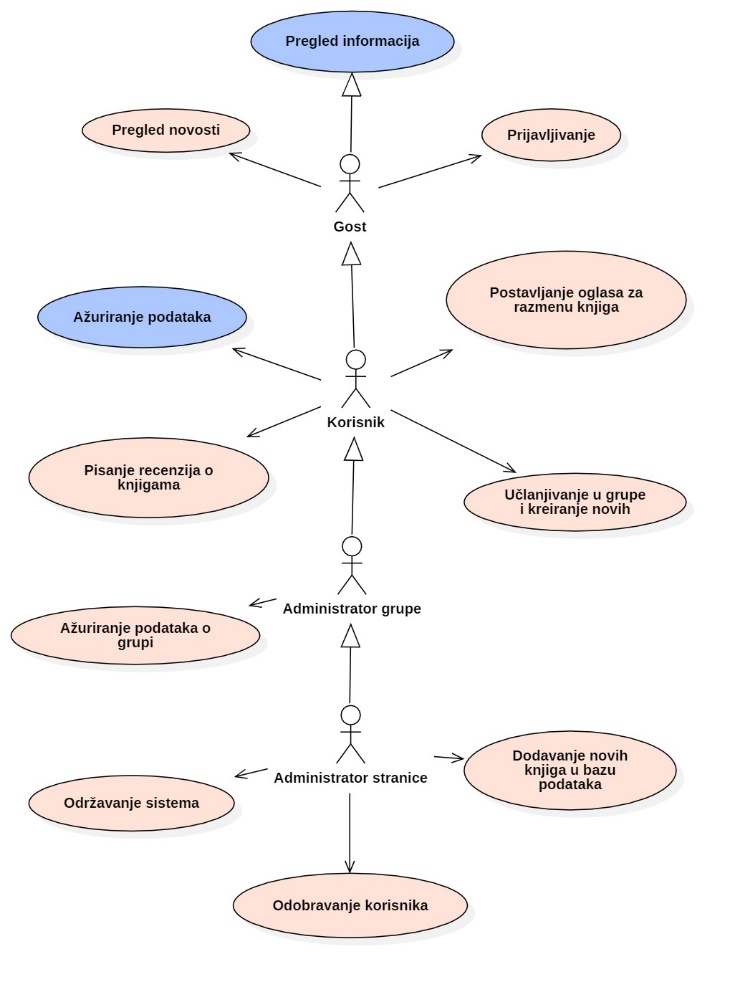 Pregled informacija
Pregled novosti
Prijavljivanje
Gost
Postavljanje oglasa za
razmenu knjiga
Ažuriranje podataka
Korisnik
Pisanje recenzija o
knjigama
Učlanjivanje u grupe
i kreiranje novih
Administrator grupe
Ažuriranje podataka o
grupi
Administrator stranice
Dodavanje novih
knjiga u bazu
podataka
Održavanje sistema
Odobravanje korisnika